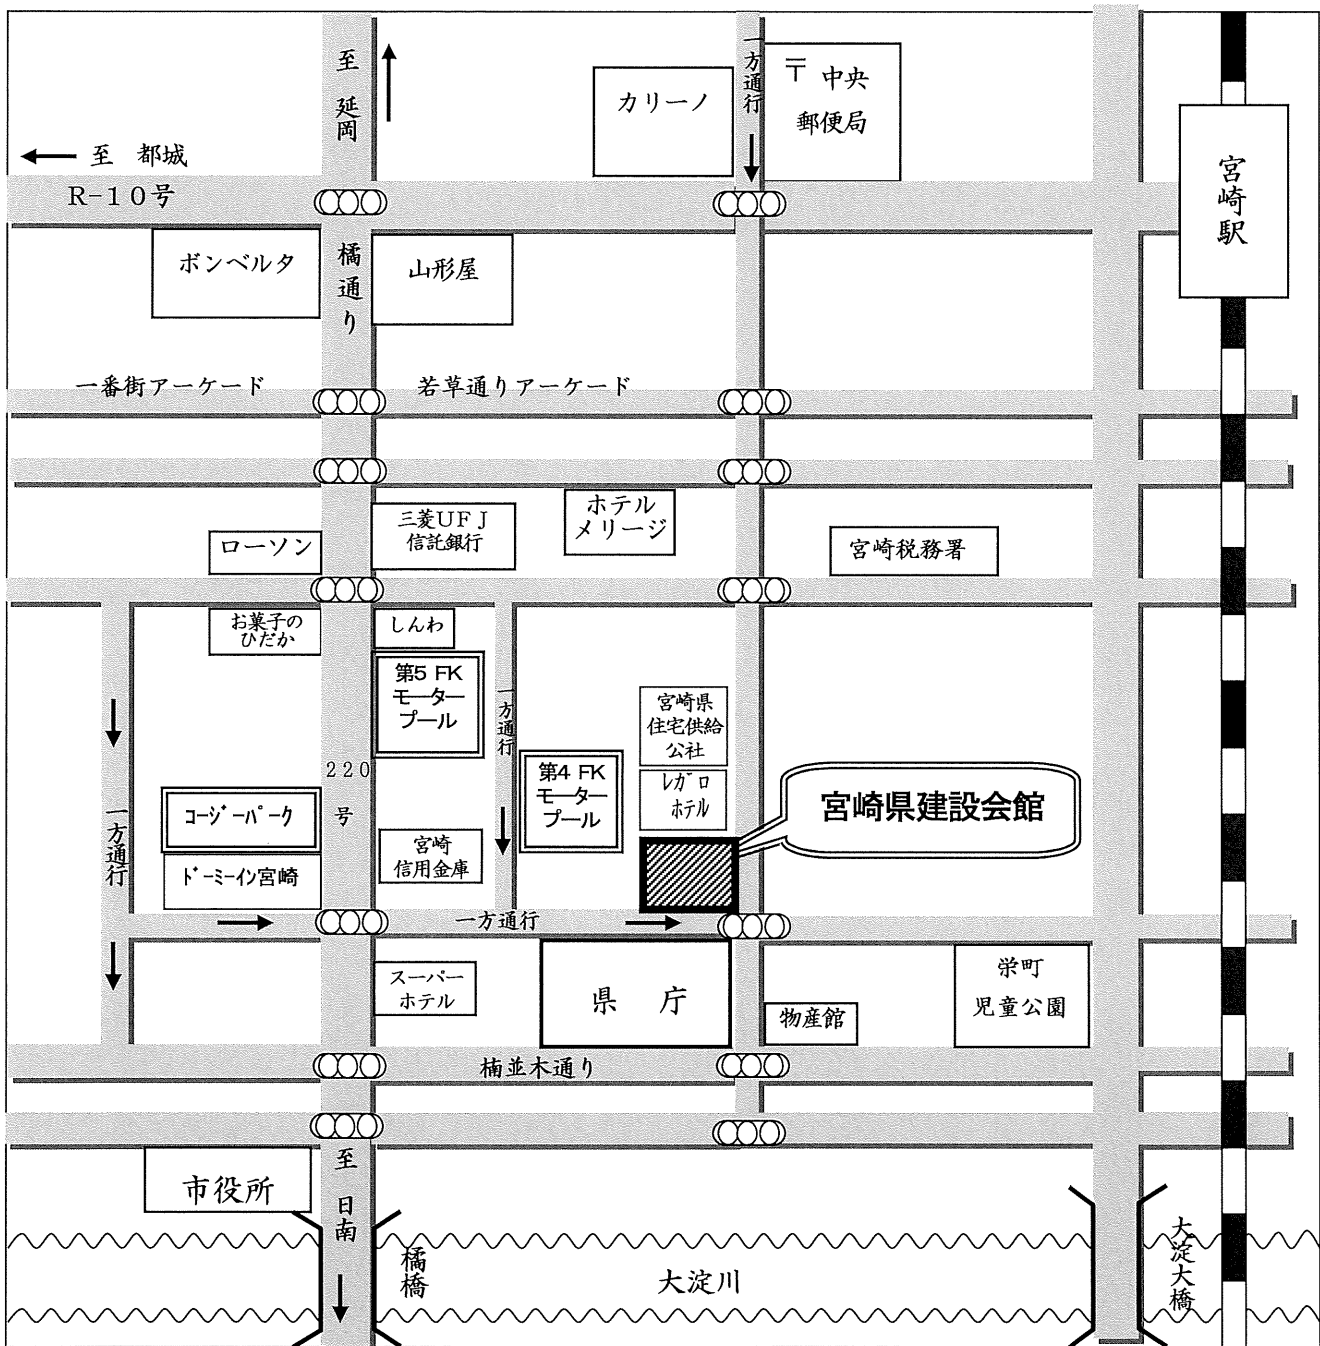 至 延岡
一方通行
カリーノ
〒 中央
郵便局
至 都城
R-10号
宮崎駅
ボンベルタ
橘通り
山形屋
一番街アーケード
若草通りアーケード
ローソン
三菱UFJ
信託銀行
ホテル
メリージ
宮崎税務署
お菓子の
ひだか
しんわ
第5 FK
モーター
プール
一方通行
宮崎県
住宅供給
公社
220
号
第4 FK
モーター
プール
レガロ
ホテル
宮崎県建設会館
一方通行
コージーパーク
宮崎
信用金庫
ドーミーイン宮崎
一方通行
スーパー
ホテル
県 庁
物産館
栄町
児童公園
楠並木通り
市役所
至 日南
橘橋
大淀川
大淀大橋